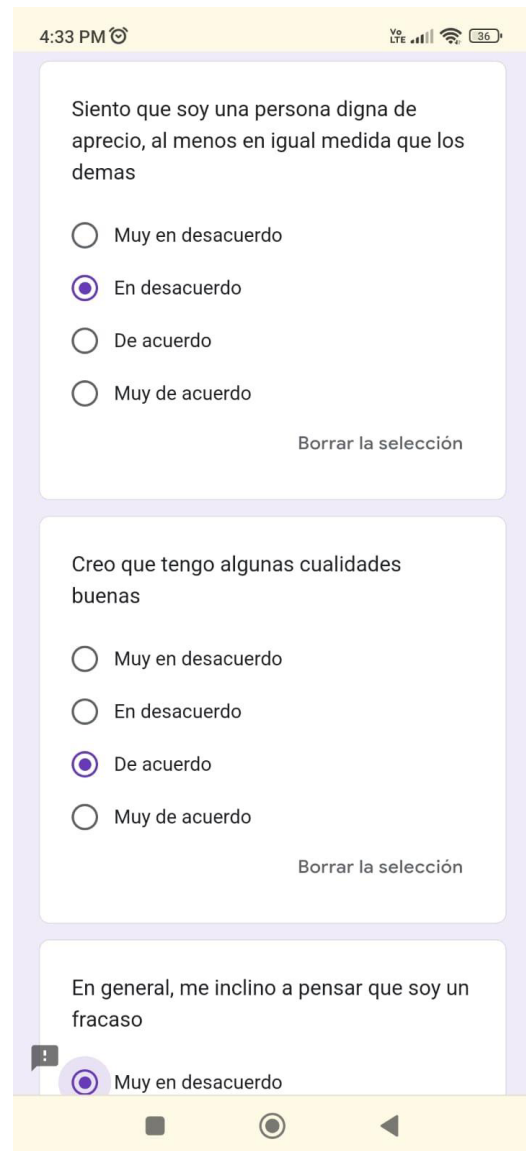 4:33 PM
Vo
LTE
36
Siento que soy una persona digna de
aprecio, al menos en igual medida que los
demas
Muy en desacuerdo
En desacuerdo
De acuerdo
Muy de acuerdo
Borrar la selección
Creo que tengo algunas cualidades
buenas
Muy en desacuerdo
En desacuerdo
De acuerdo
Muy de acuerdo
Borrar la selección
En general, me inclino a pensar que soy un
fracaso
!
Muy en desacuerdo